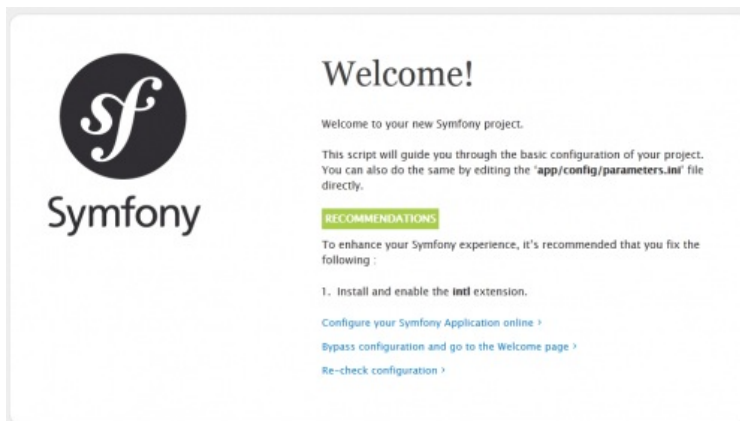 sf
Symfony
Welcome!
Welcome to your new Symfony project.
This script will guide you through the basic configuration of your project.
You can also do the same by editing the 'app/config/parameters.ini' file
directly.
RECOMMENDATIONS
To enhance your Symfony experience, it's recommended that you fix the
following :
1. Install and enable the intl extension.
Configure your Symfony Application online ›
Bypass configuration and go to the Welcome page ›
Re-check configuration ›